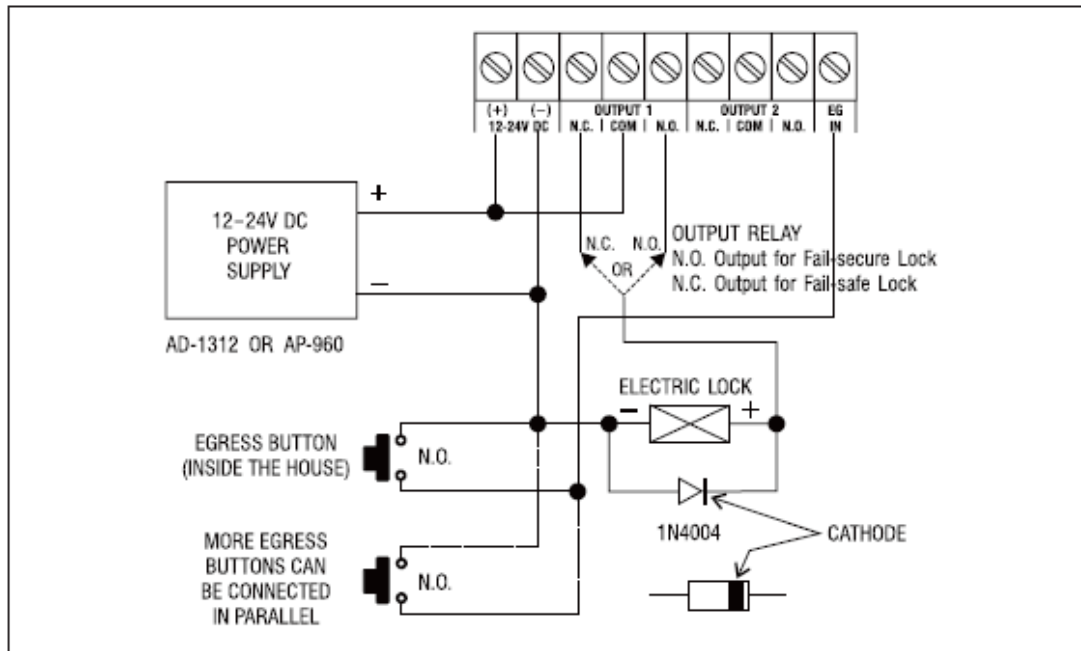 (+) (−) OUTPUT 1 OUTPUT 2 EG
12-24V DC N.C. | COM | N.O. N.C. | COM | N.O. IN
+
12−24V DC
POWER
SUPPLY
−
AD-1312 OR AP-960
N.C. N.O.
OR
OUTPUT RELAY
N.O. Output for Fail-secure Lock
N.C. Output for Fail-safe Lock
ELECTRIC LOCK
− +
EGRESS BUTTON
(INSIDE THE HOUSE)
N.O.
1N4004
CATHODE
MORE EGRESS
BUTTONS CAN
BE CONNECTED
IN PARALLEL
N.O.